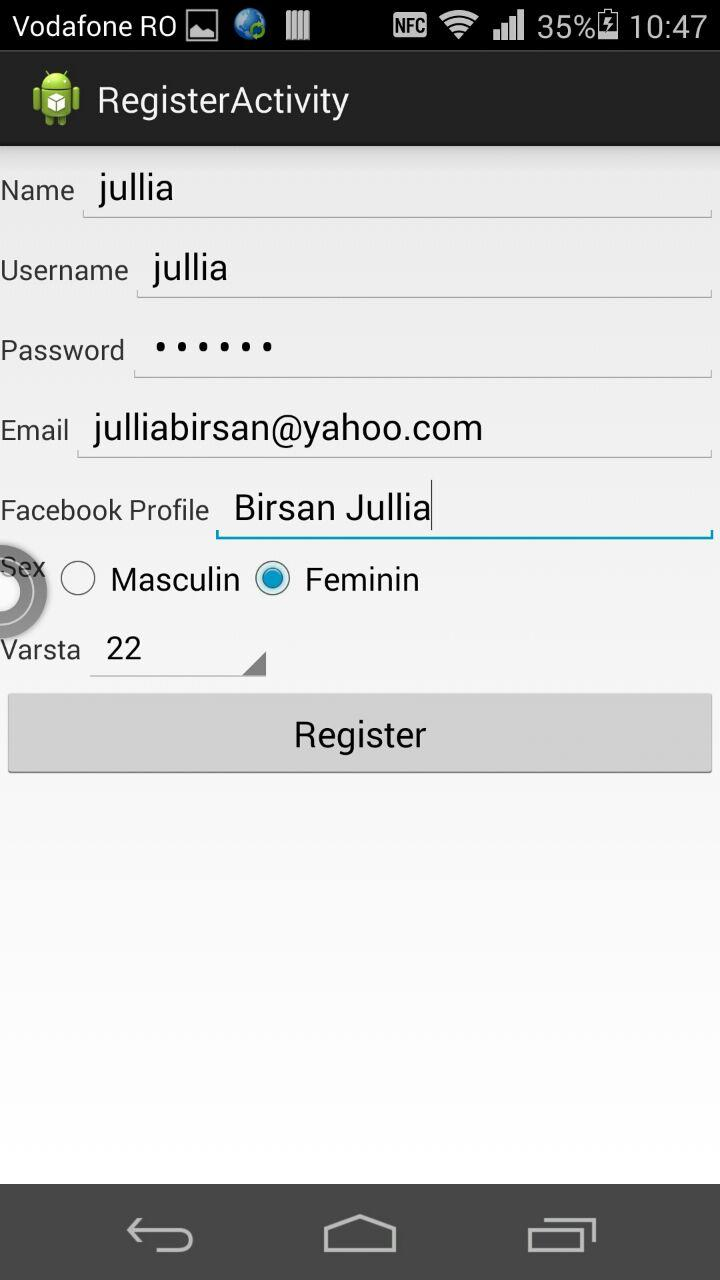 Vodafone RO NFC 35% 10:47
RegisterActivity
Name jullia
Username jullia
Password ••••••
Email julliabirsan@yahoo.com
Facebook Profile Birsan Jullia
Sex Masculin Feminin
Varsta 22
Register